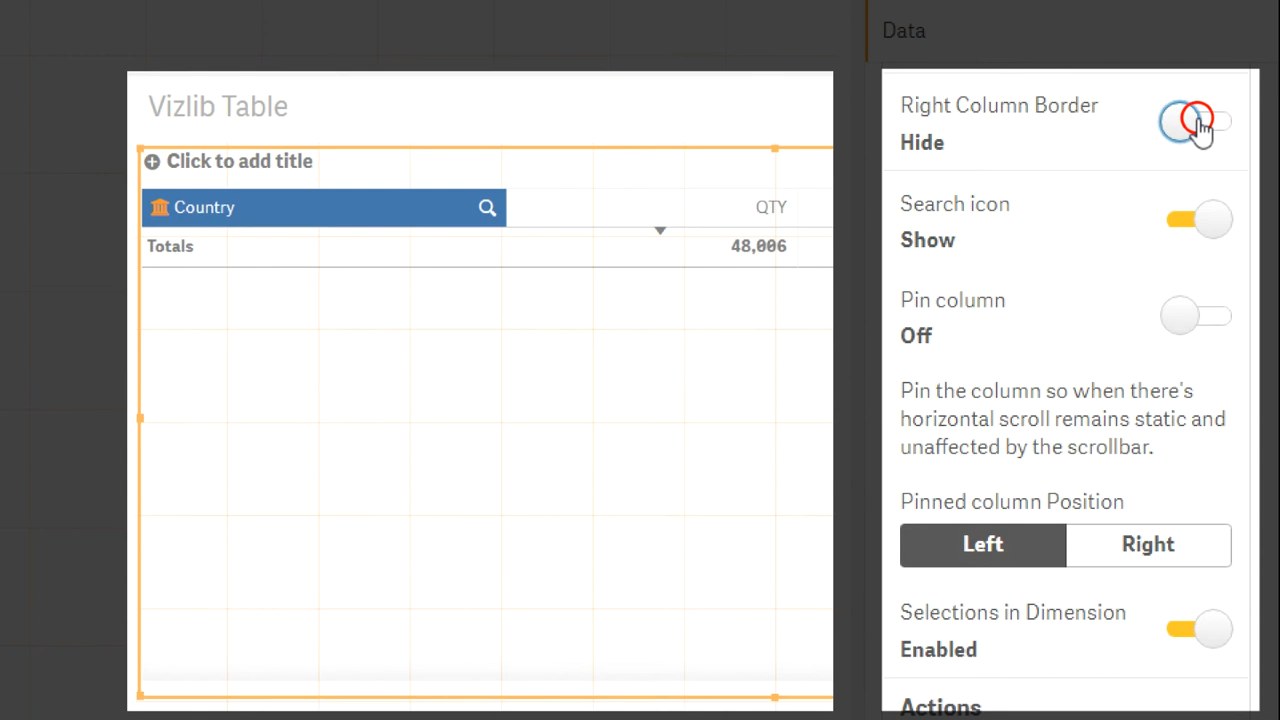 Data
Vizlib Table
Click to add title
Country
QTY
Totals
48,006
Right Column Border
Hide
Search icon
Show
Pin column
Off
Pin the column so when there's
horizontal scroll remains static and
unaffected by the scrollbar.
Pinned column Position
Left
Right
Selections in Dimension
Enabled
Actions